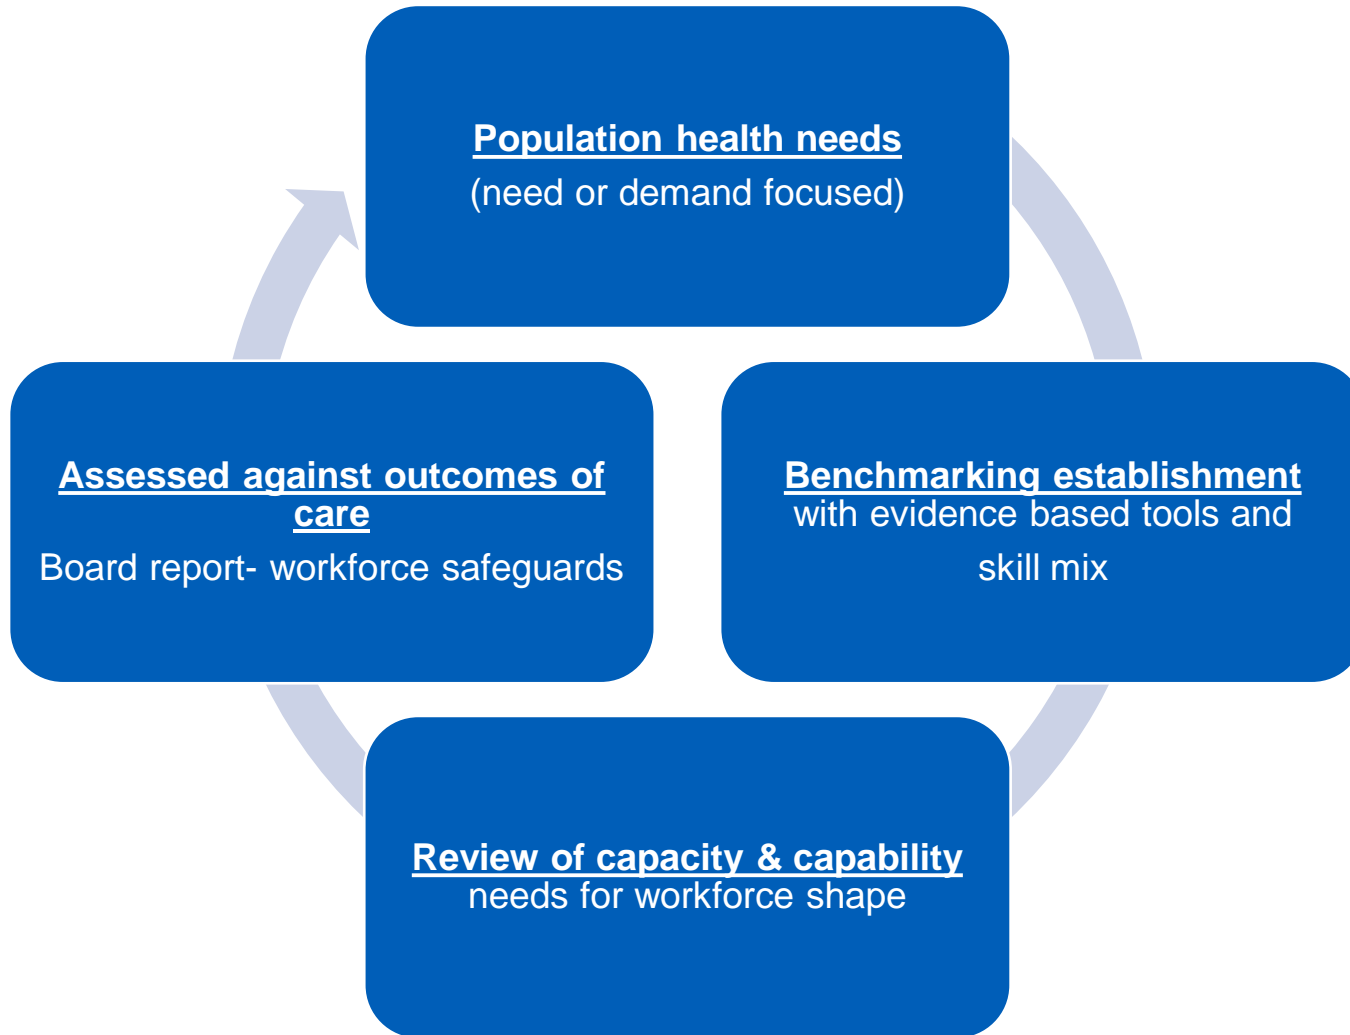 Population health needs
(need or demand focused)
Benchmarking establishment
with evidence based tools and
skill mix
Review of capacity & capability
needs for workforce shape
Assessed against outcomes of
care
Board report- workforce safeguards